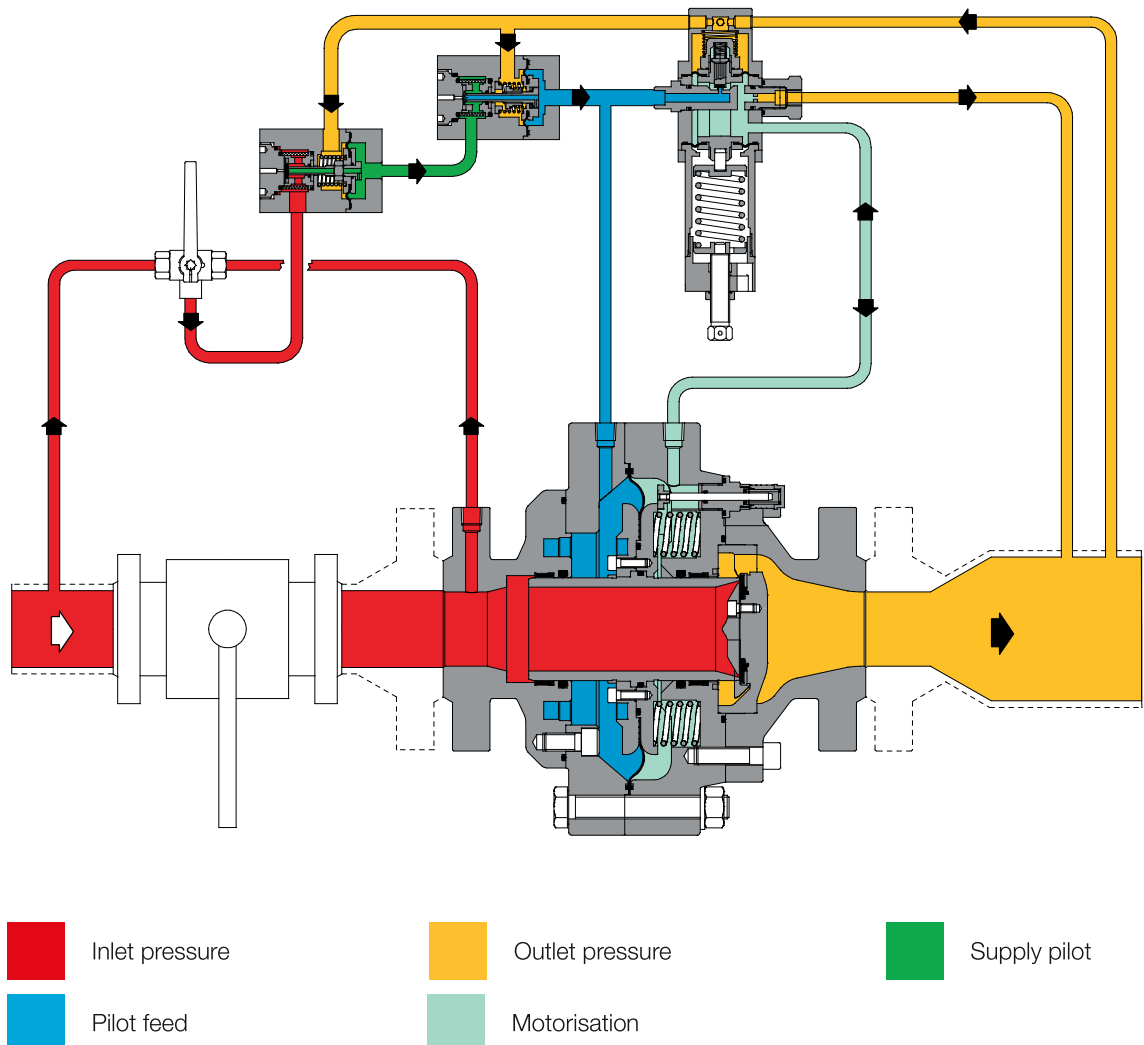 Inlet pressure
Outlet pressure
Supply pilot
Pilot feed
Motorisation